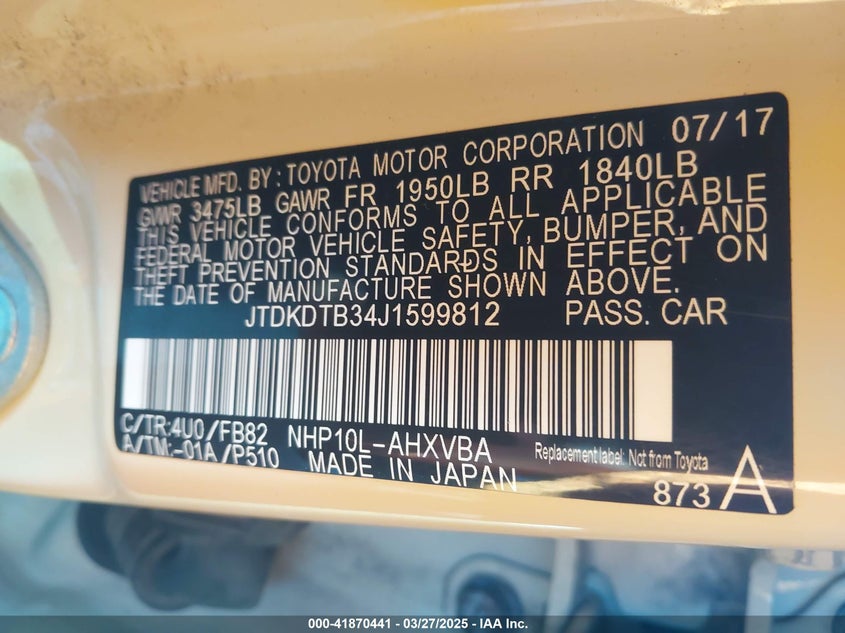 VEHICLE MFD. BY : TOYOTA MOTOR CORPORATION 07/17
GVWR 3475LB GAWR FR 1950LB RR 1840LB
THIS VEHICLE CONFORMS TO ALL APPLICABLE
FEDERAL MOTOR VEHICLE SAFETY, BUMPER, AND
THEFT PREVENTION STANDARDS IN EFFECT ON
THE DATE OF MANUFACTURE SHOWN ABOVE.
JTDKDTB34J1599812 PASS. CAR
C/TR:4U0/FB82 NHP10L-AHXVBA
A/TM:-01A/P510 MADE IN JAPAN
Replacement label: Not from Toyota
873 A
000-41870441 | 03/27/2025 | IAA, Inc.